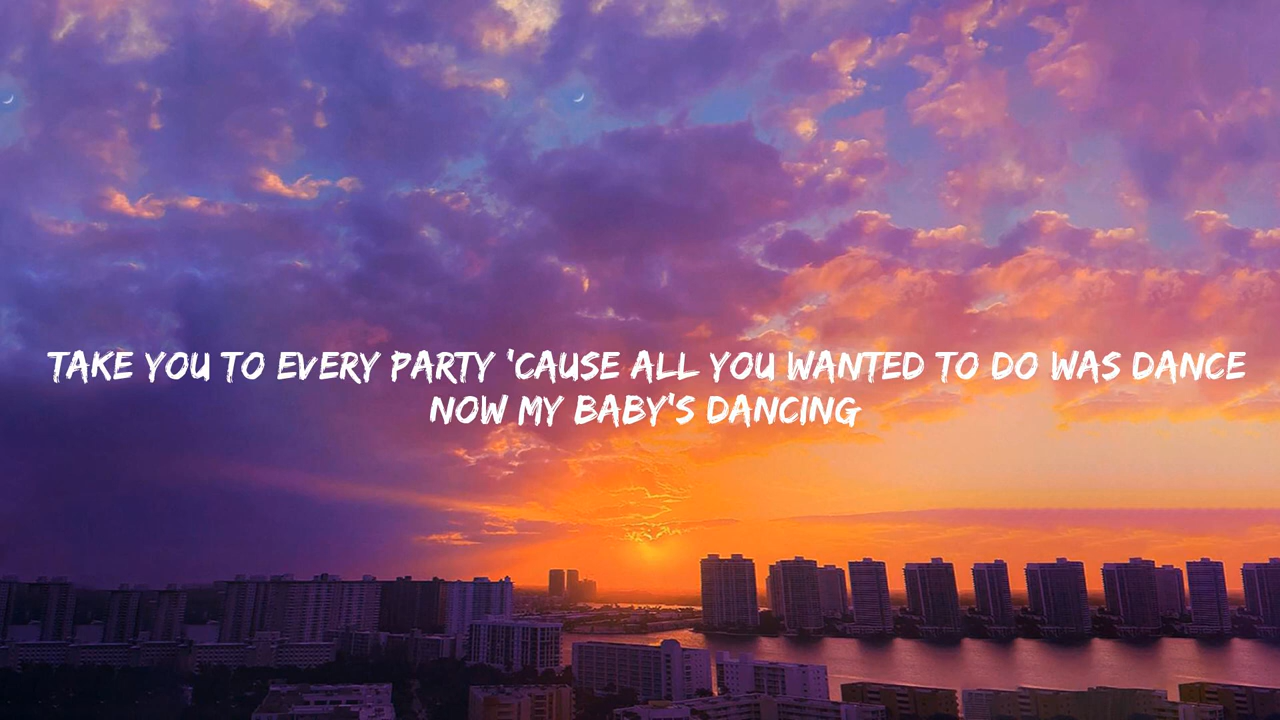 TAKE YOU TO EVERY PARTY 'CAUSE ALL YOU WANTED TO DO WAS DANCE
NOW MY BABY'S DANCING